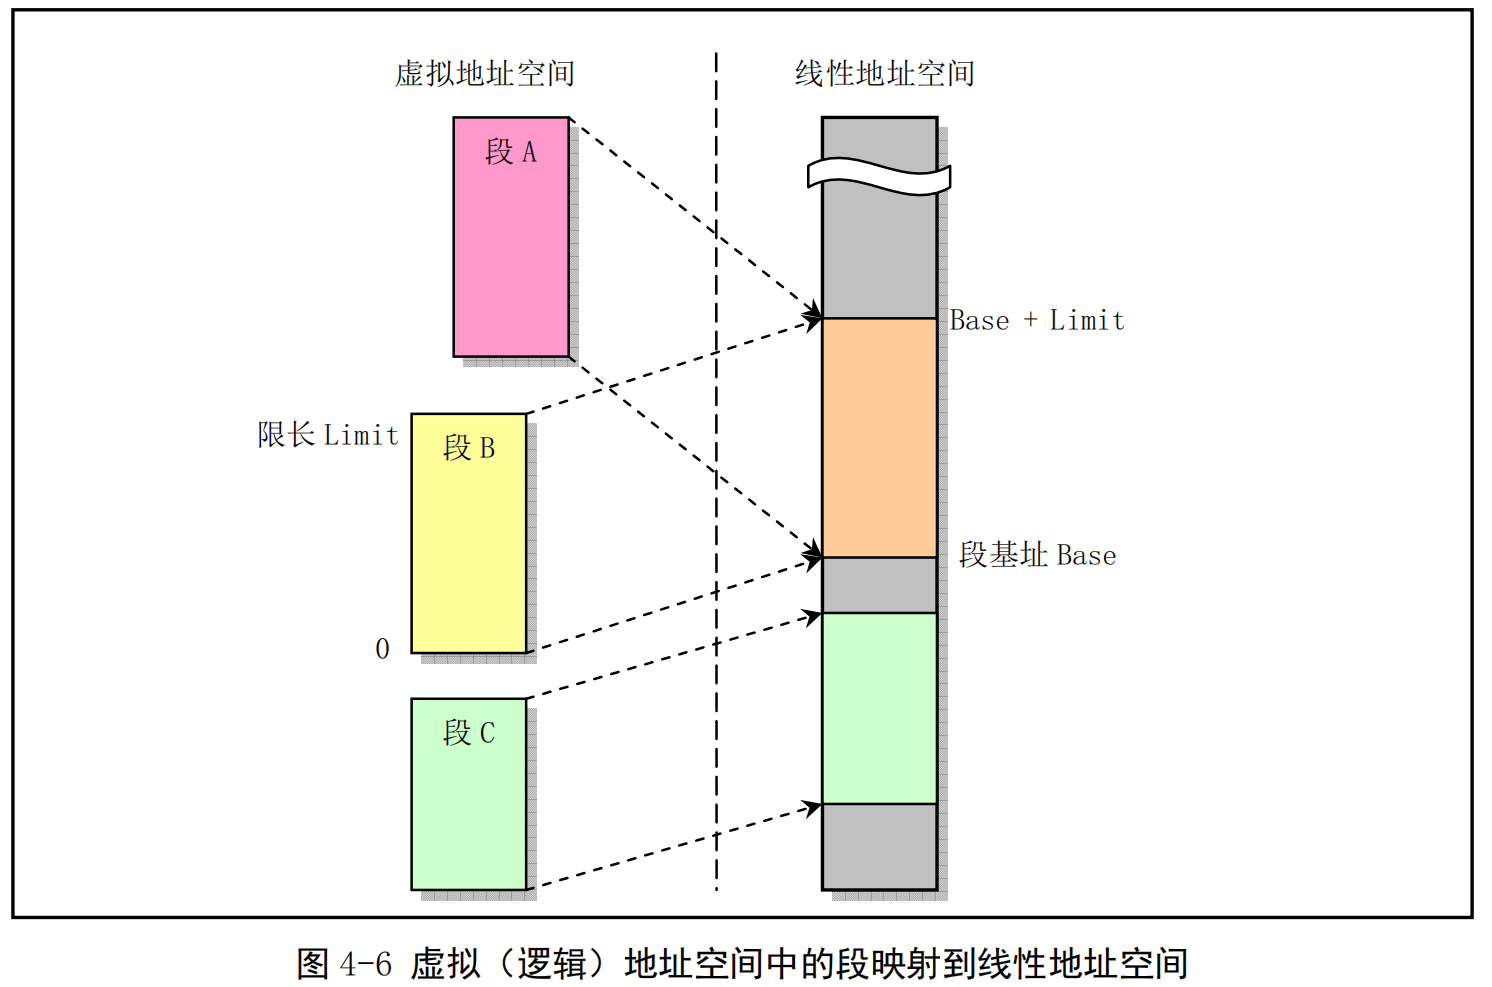 虚拟地址空间
线性地址空间
段 A
Base + Limit
限长 Limit
段 B
段基址 Base
0
段 C
图 4-6 虚拟（逻辑）地址空间中的段映射到线性地址空间